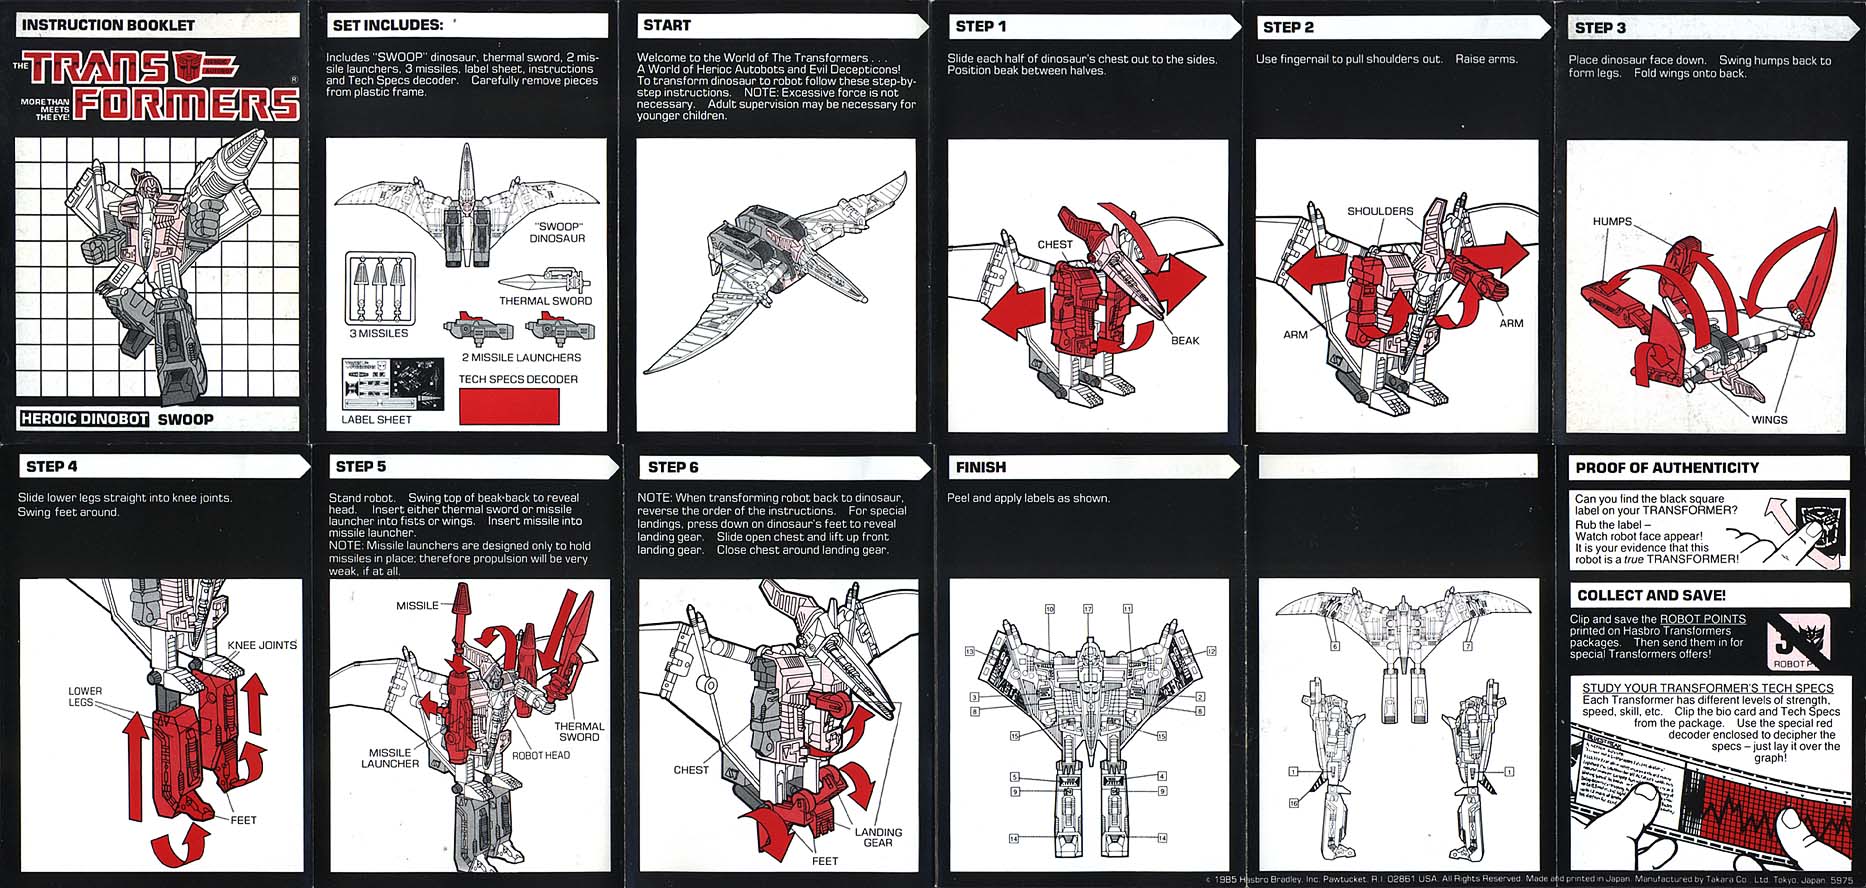 INSTRUCTION BOOKLET
THE TRANS
FORMERS
®
HEROIC
AUTOBOT
MORE THAN
MEETS
THE EYE!
HEROIC DINOBOT SWOOP
SET INCLUDES:
Includes "SWOOP" dinosaur, thermal sword, 2 mis-
sile launchers, 3 missiles, label sheet, instructions
and Tech Specs decoder. Carefully remove pieces
from plastic frame.
"SWOOP"
DINOSAUR
THERMAL SWORD
3 MISSILES
2 MISSILE LAUNCHERS
TECH SPECS DECODER
LABEL SHEET
START
Welcome to the World of The Transformers . . .
A World of Herioc Autobots and Evil Decepticons!
To transform dinosaur to robot follow these step-by-
step instructions. NOTE: Excessive force is not
necessary. Adult supervision may be necessary for
younger children.
STEP 1
Slide each half of dinosaur's chest out to the sides.
Position beak between halves.
CHEST
BEAK
STEP 2
Use fingernail to pull shoulders out. Raise arms.
SHOULDERS
ARM
ARM
STEP 3
Place dinosaur face down. Swing humps back to
form legs. Fold wings onto back.
HUMPS
WINGS
STEP 4
Slide lower legs straight into knee joints.
Swing feet around.
KNEE JOINTS
LOWER
LEGS
FEET
STEP 5
Stand robot. Swing top of beak back to reveal
head. Insert either thermal sword or missile
launcher into fists or wings. Insert missile into
missile launcher.
NOTE: Missile launchers are designed only to hold
missiles in place; therefore propulsion will be very
weak, if at all.
MISSILE
THERMAL
SWORD
MISSILE
LAUNCHER
ROBOT HEAD
STEP 6
NOTE: When transforming robot back to dinosaur,
reverse the order of the instructions. For special
landings, press down on dinosaur's feet to reveal
landing gear. Slide open chest and lift up front
landing gear. Close chest around landing gear.
CHEST
LANDING
GEAR
FEET
FINISH
Peel and apply labels as shown.
10 17 11
13 12
3 2
8 8
15 15
5 4
9 9
14 14
6 7
1 1
16
PROOF OF AUTHENTICITY
Can you find the black square
label on your TRANSFORMER?
Rub the label –
Watch robot face appear!
It is your evidence that this
robot is a true TRANSFORMER!
COLLECT AND SAVE!
Clip and save the ROBOT POINTS
printed on Hasbro Transformers
packages. Then send them in for
special Transformers offers!
ROBOT P
STUDY YOUR TRANSFORMER'S TECH SPECS
Each Transformer has different levels of strength,
speed, skill, etc. Clip the bio card and Tech Specs
from the package. Use the special red
decoder enclosed to decipher the
specs – just lay it over the
graph!
© 1985 Hasbro Bradley, Inc. Pawtucket, R.I. 02861 USA. All Rights Reserved. Made and printed in Japan. Manufactured by Takara Co., Ltd. Tokyo, Japan. 5975